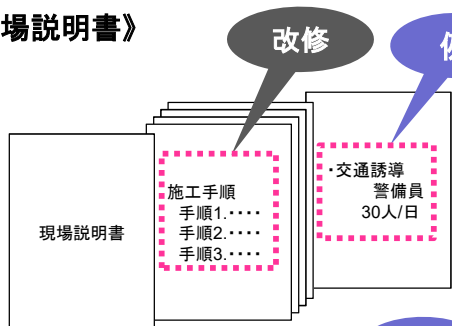 場説明書》
改修
現場説明書
施工手順
手順1.‥‥
手順2.‥‥
手順3.‥‥
・交通誘導
警備員
30人/日